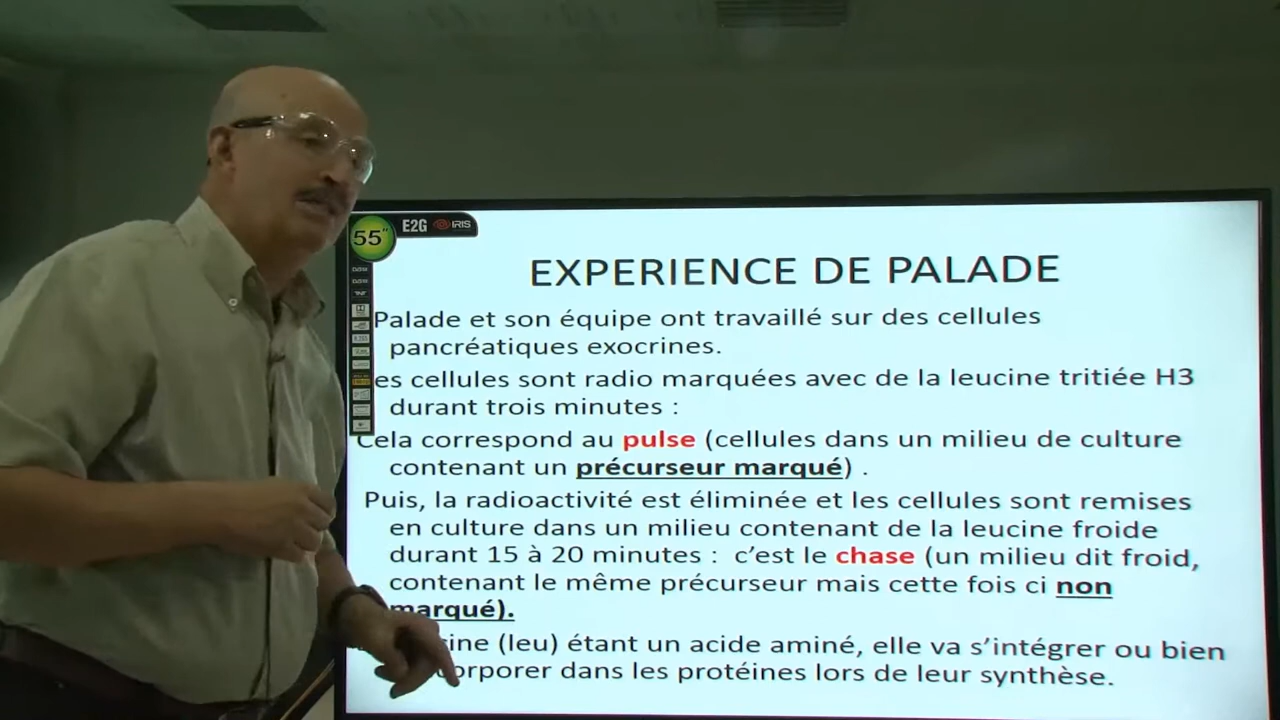 55"
E2G IRIS
EXPERIENCE DE PALADE
Palade et son équipe ont travaillé sur des cellules
pancréatiques exocrines.
es cellules sont radio marquées avec de la leucine tritiée H3
durant trois minutes :
Cela correspond au pulse (cellules dans un milieu de culture
contenant un précurseur marqué) .
Puis, la radioactivité est éliminée et les cellules sont remises
en culture dans un milieu contenant de la leucine froide
durant 15 à 20 minutes : c’est le chase (un milieu dit froid,
contenant le même précurseur mais cette fois ci non
marqué).
(leu) étant un acide aminé, elle va s’intégrer ou bien
dans les protéines lors de leur synthèse.